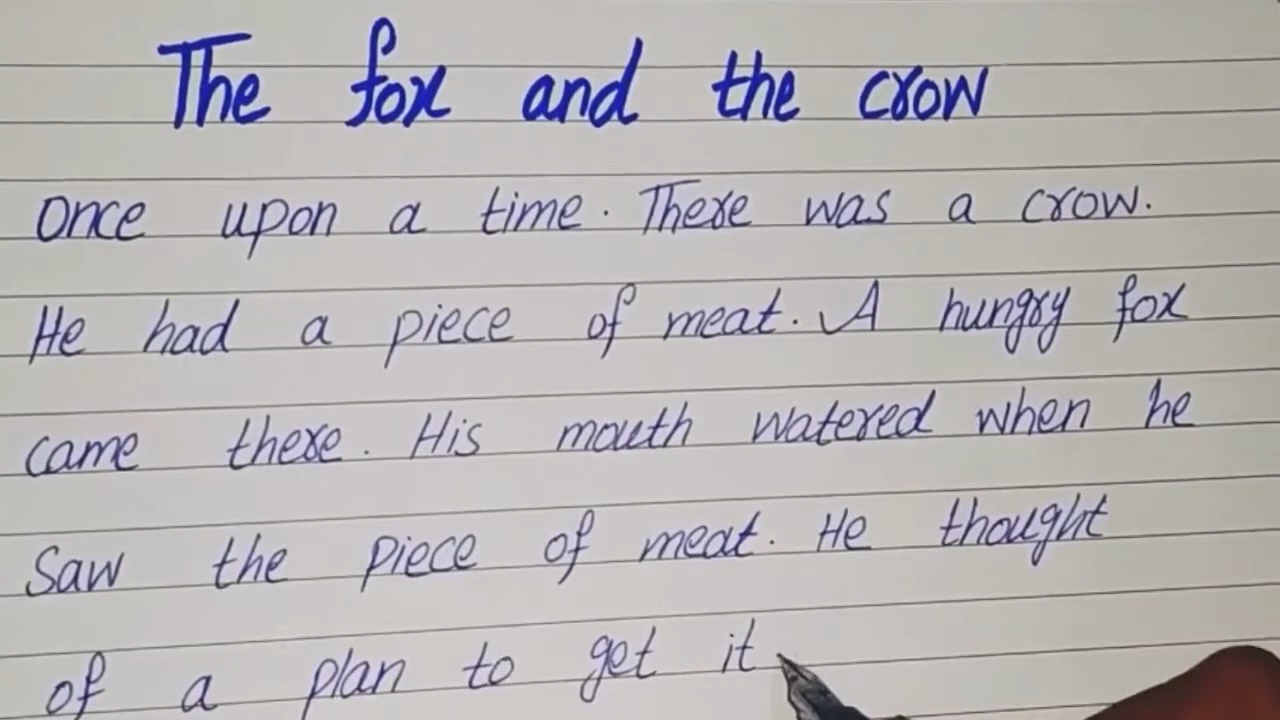 The fox and the crow
Once upon a time. There was a crow.
He had a piece of meat. A hungry fox
came there. His mouth watered when he
Saw the piece of meat. He thought
of a plan to get it